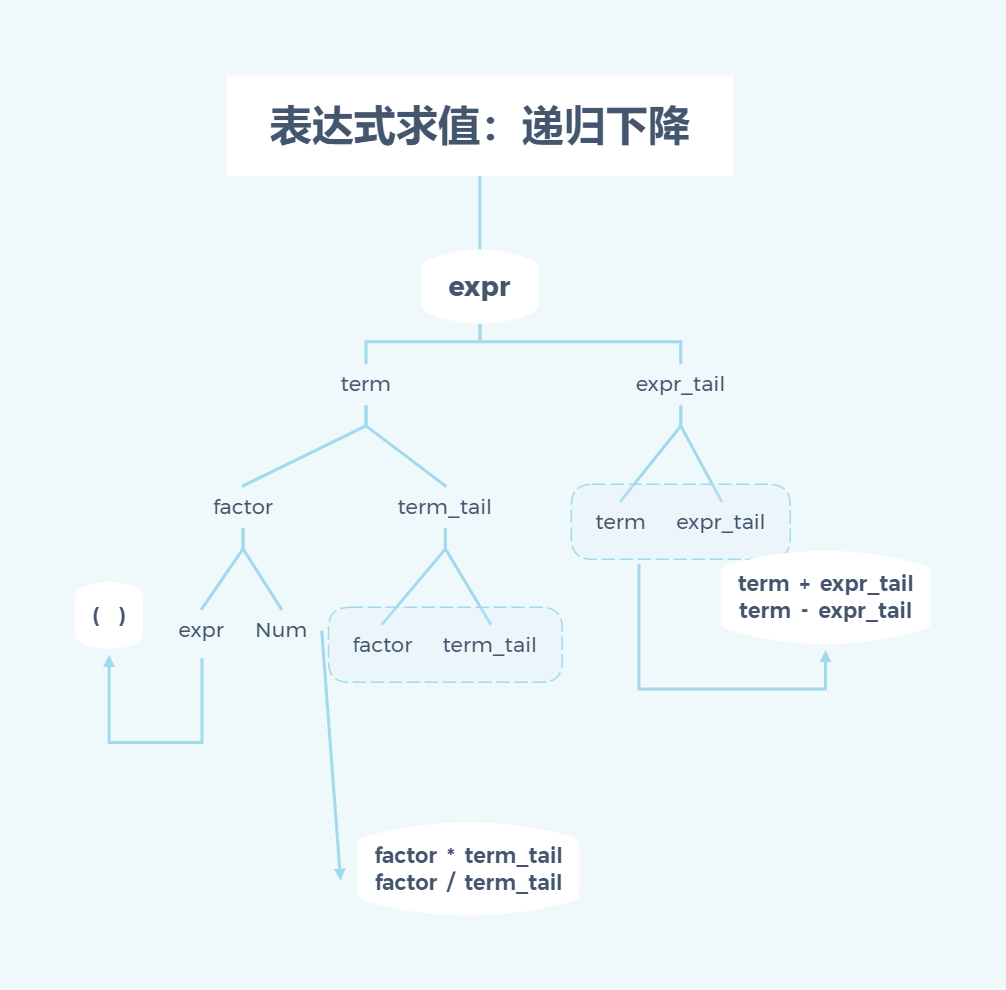 表达式求值：递归下降
expr
term
expr_tail
factor
term_tail
term expr_tail
( )
expr
Num
factor term_tail
term + expr_tail
term - expr_tail
factor * term_tail
factor / term_tail